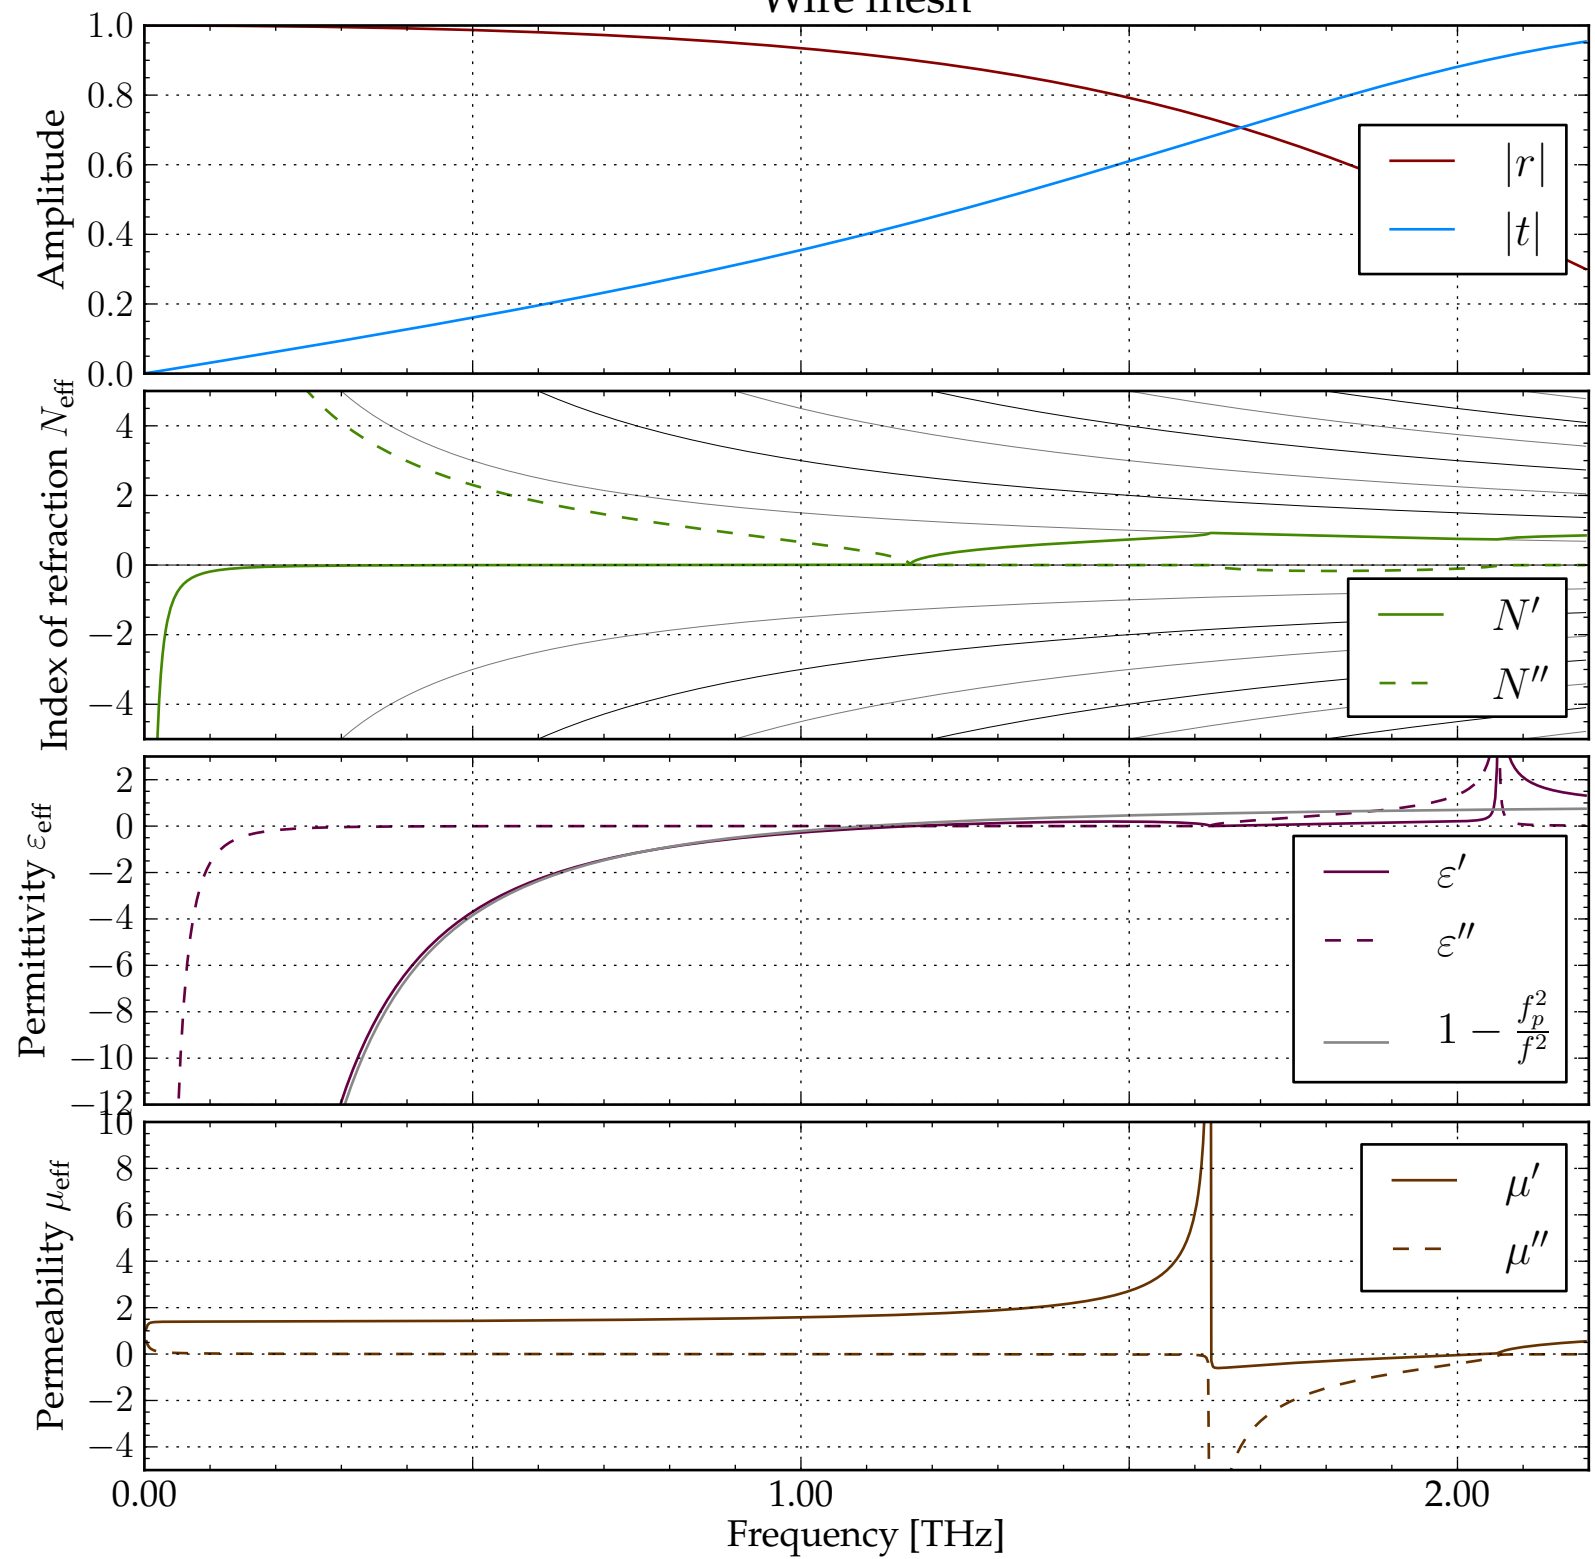 Wire mesh
1.0
0.8
0.6
0.4
0.2
0.0
Amplitude
|r|
|t|
4
2
0
−2
−4
Index of refraction N_eff
N′
N″
2
0
−2
−4
−6
−8
−10
−12
Permittivity ε_eff
ε′
ε″
1 − f_p^2/f^2
10
8
6
4
2
0
−2
−4
Permeability μ_eff
μ′
μ″
0.00 1.00 2.00
Frequency [THz]